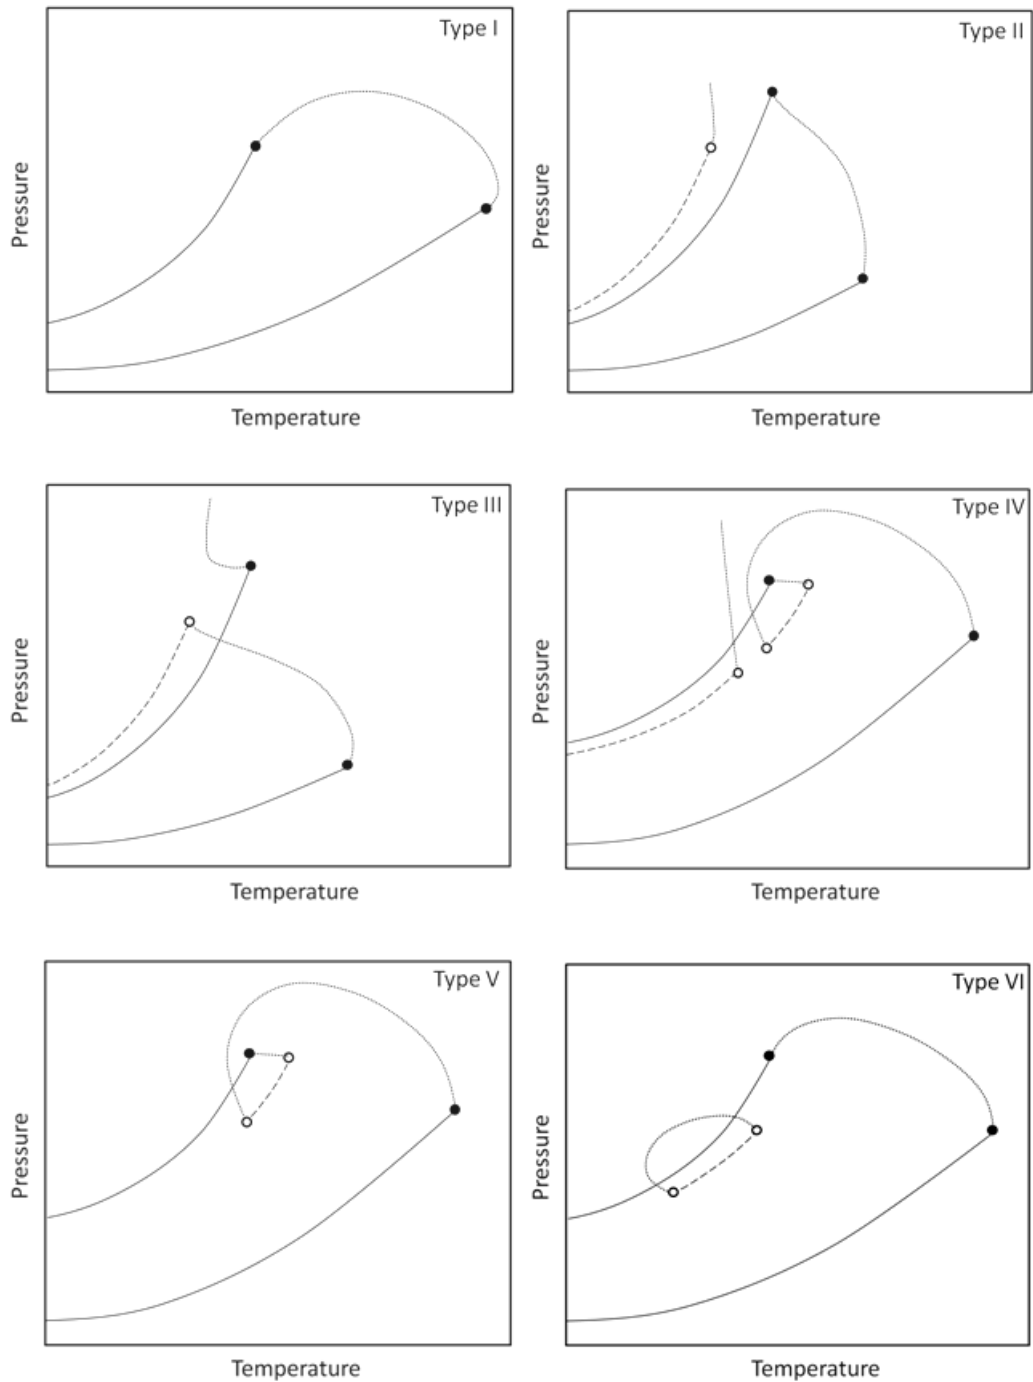 Type I
Pressure
Temperature
Type II
Pressure
Temperature
Type III
Pressure
Temperature
Type IV
Pressure
Temperature
Type V
Pressure
Temperature
Type VI
Pressure
Temperature